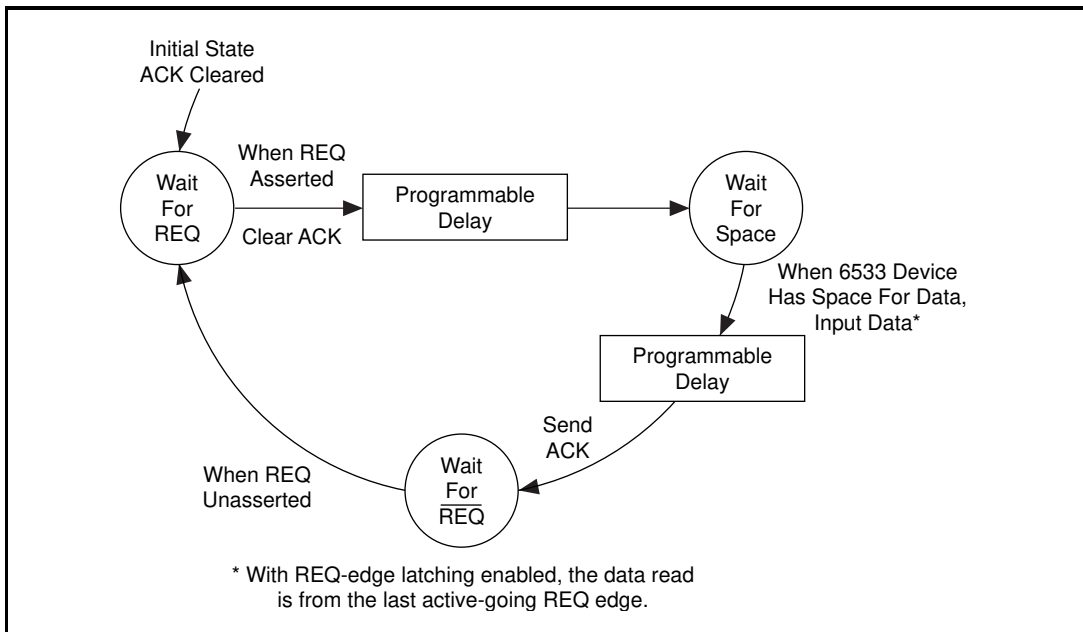 Initial State
ACK Cleared
Wait
For
REQ
When REQ
Asserted
Clear ACK
Programmable
Delay
Wait
For
Space
When 6533 Device
Has Space For Data,
Input Data*
Programmable
Delay
Send
ACK
Wait
For
R̅E̅Q̅
When REQ
Unasserted
* With REQ-edge latching enabled, the data read
is from the last active-going REQ edge.